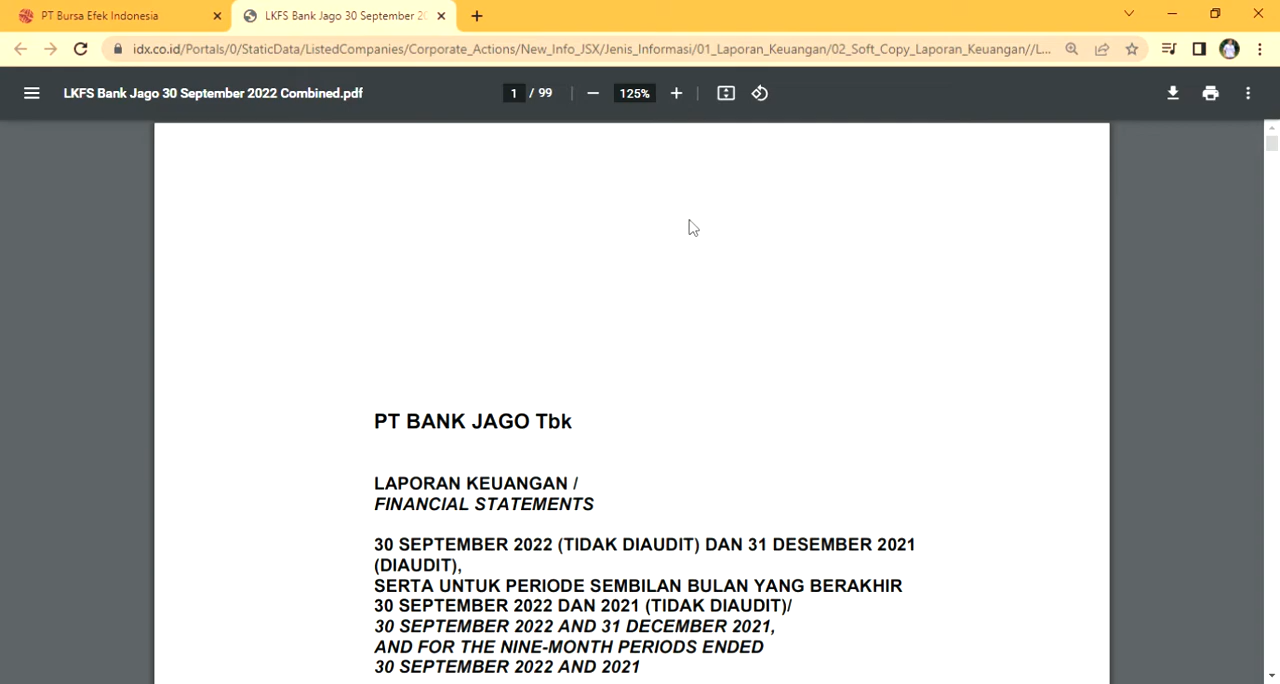 PT Bursa Efek Indonesia
LKFS Bank Jago 30 September 20
idx.co.id/Portals/0/StaticData/ListedCompanies/Corporate_Actions/New_Info_JSX/Jenis_Informasi/01_Laporan_Keuangan/02_Soft_Copy_Laporan_Keuangan//L...
LKFS Bank Jago 30 September 2022 Combined.pdf
1 / 99
125%
PT BANK JAGO Tbk
LAPORAN KEUANGAN /
FINANCIAL STATEMENTS
30 SEPTEMBER 2022 (TIDAK DIAUDIT) DAN 31 DESEMBER 2021
(DIAUDIT),
SERTA UNTUK PERIODE SEMBILAN BULAN YANG BERAKHIR
30 SEPTEMBER 2022 DAN 2021 (TIDAK DIAUDIT)/
30 SEPTEMBER 2022 AND 31 DECEMBER 2021,
AND FOR THE NINE-MONTH PERIODS ENDED
30 SEPTEMBER 2022 AND 2021